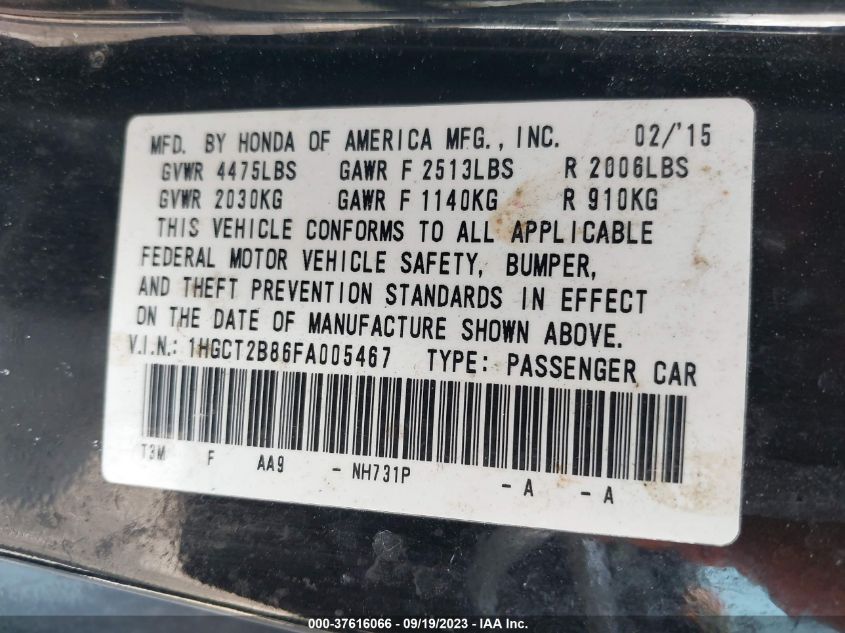 MFD. BY HONDA OF AMERICA MFG., INC. 02/'15
GVWR 4475LBS GAWR F 2513LBS R 2006LBS
GVWR 2030KG GAWR F 1140KG R 910KG
THIS VEHICLE CONFORMS TO ALL APPLICABLE
FEDERAL MOTOR VEHICLE SAFETY, BUMPER,
AND THEFT PREVENTION STANDARDS IN EFFECT
ON THE DATE OF MANUFACTURE SHOWN ABOVE.
V.I.N.: 1HGCT2B86FA005467 TYPE: PASSENGER CAR
T3M F AA9 - NH731P - A - A
000-37616066 - 09/19/2023 - IAA Inc.